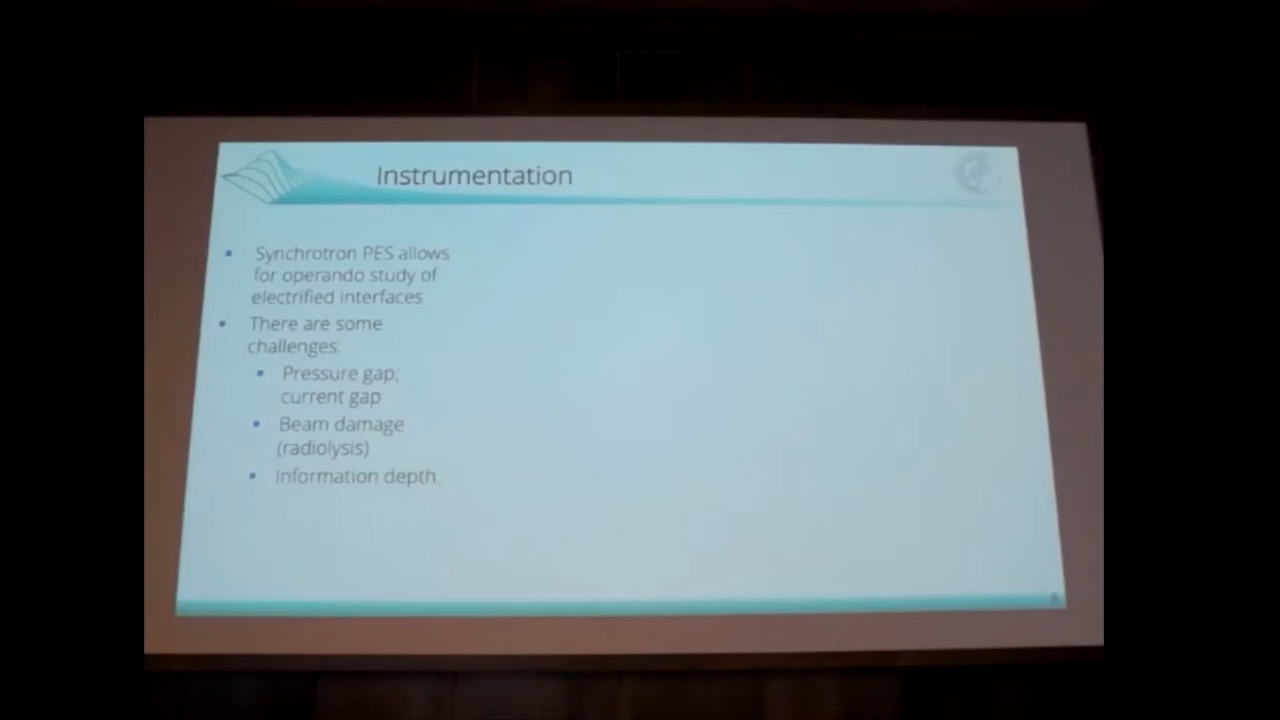 Instrumentation
Synchrotron PES allows
for operando study of
electrified interfaces
There are some
challenges:
Pressure gap;
current gap
Beam damage
(radiolysis)
Information depth.
8